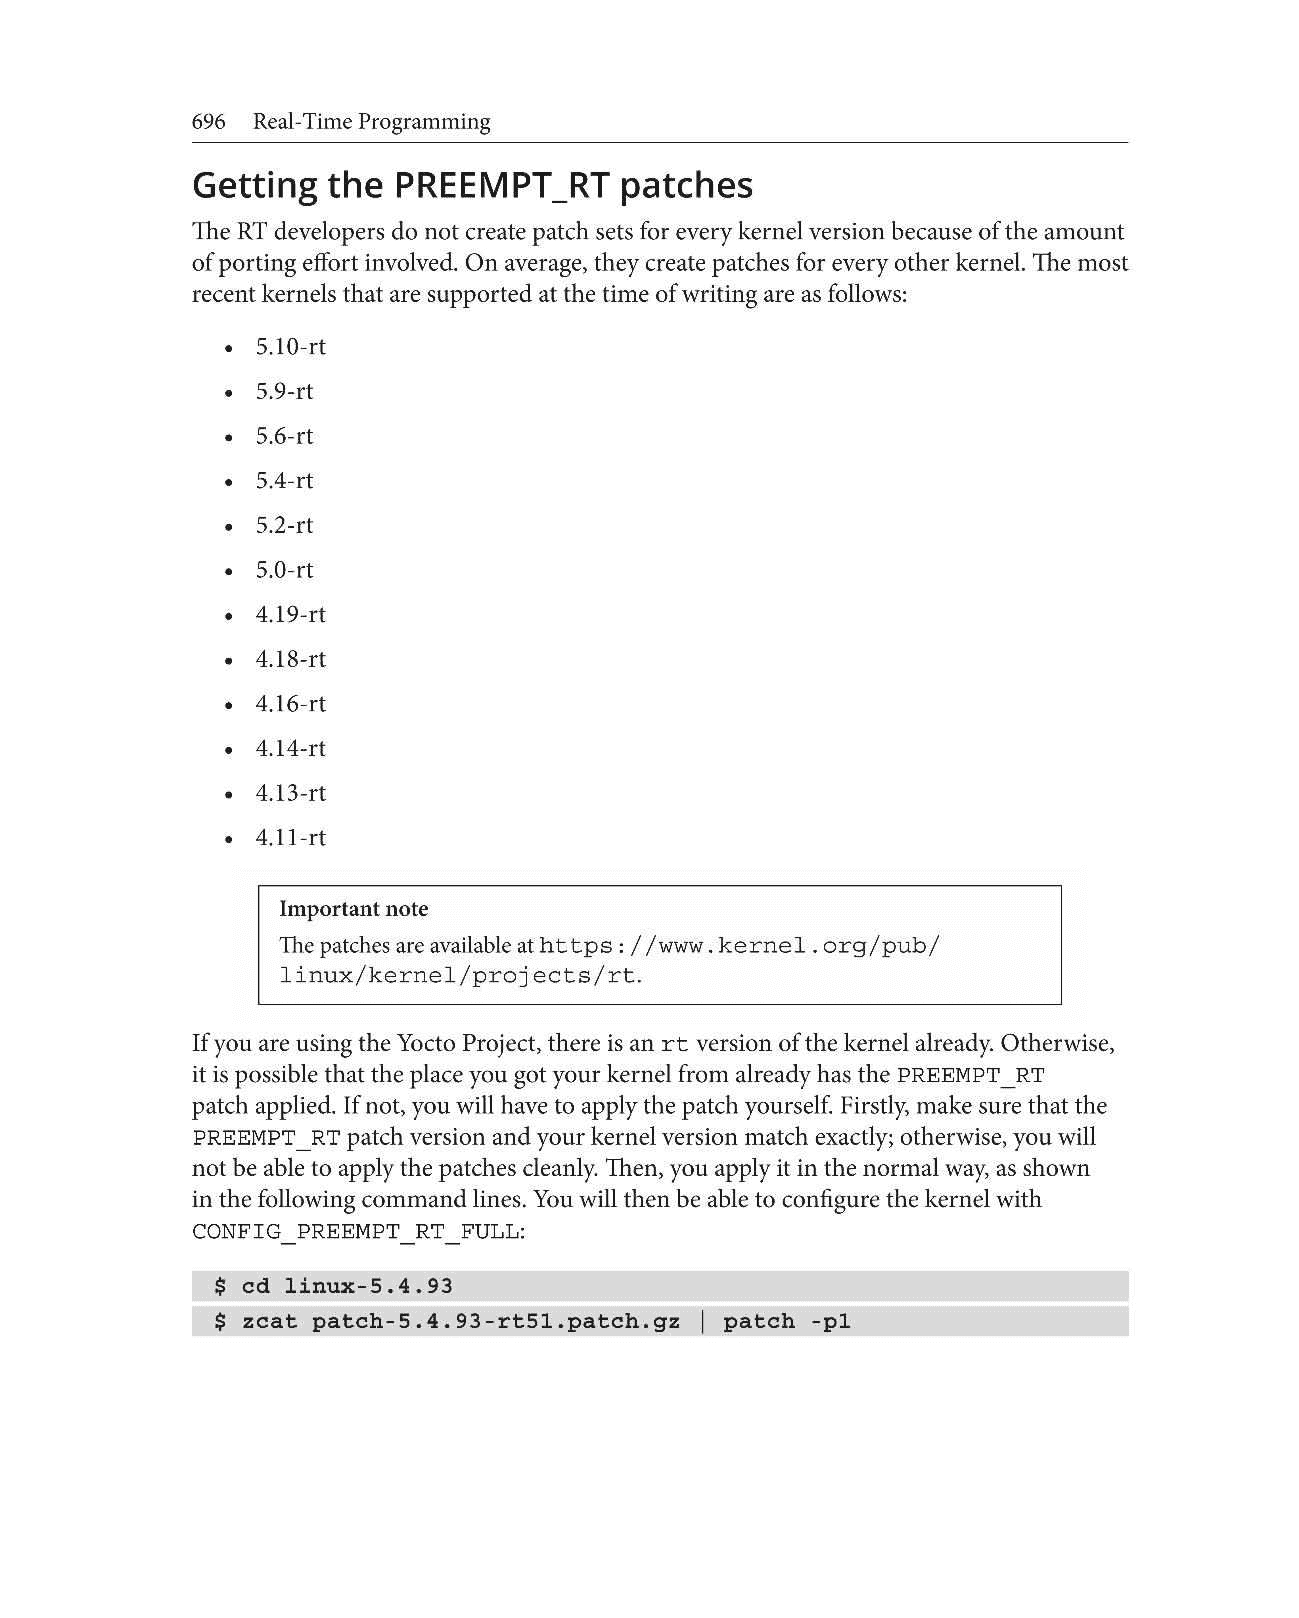 696 Real-Time Programming
Getting the PREEMPT_RT patches
The RT developers do not create patch sets for every kernel version because of the amount
of porting effort involved. On average, they create patches for every other kernel. The most
recent kernels that are supported at the time of writing are as follows:
• 5.10-rt
• 5.9-rt
• 5.6-rt
• 5.4-rt
• 5.2-rt
• 5.0-rt
• 4.19-rt
• 4.18-rt
• 4.16-rt
• 4.14-rt
• 4.13-rt
• 4.11-rt
Important note
The patches are available at https://www.kernel.org/pub/
linux/kernel/projects/rt.
If you are using the Yocto Project, there is an rt version of the kernel already. Otherwise,
it is possible that the place you got your kernel from already has the PREEMPT_RT
patch applied. If not, you will have to apply the patch yourself. Firstly, make sure that the
PREEMPT_RT patch version and your kernel version match exactly; otherwise, you will
not be able to apply the patches cleanly. Then, you apply it in the normal way, as shown
in the following command lines. You will then be able to configure the kernel with
CONFIG_PREEMPT_RT_FULL:
$ cd linux-5.4.93
$ zcat patch-5.4.93-rt51.patch.gz | patch -p1